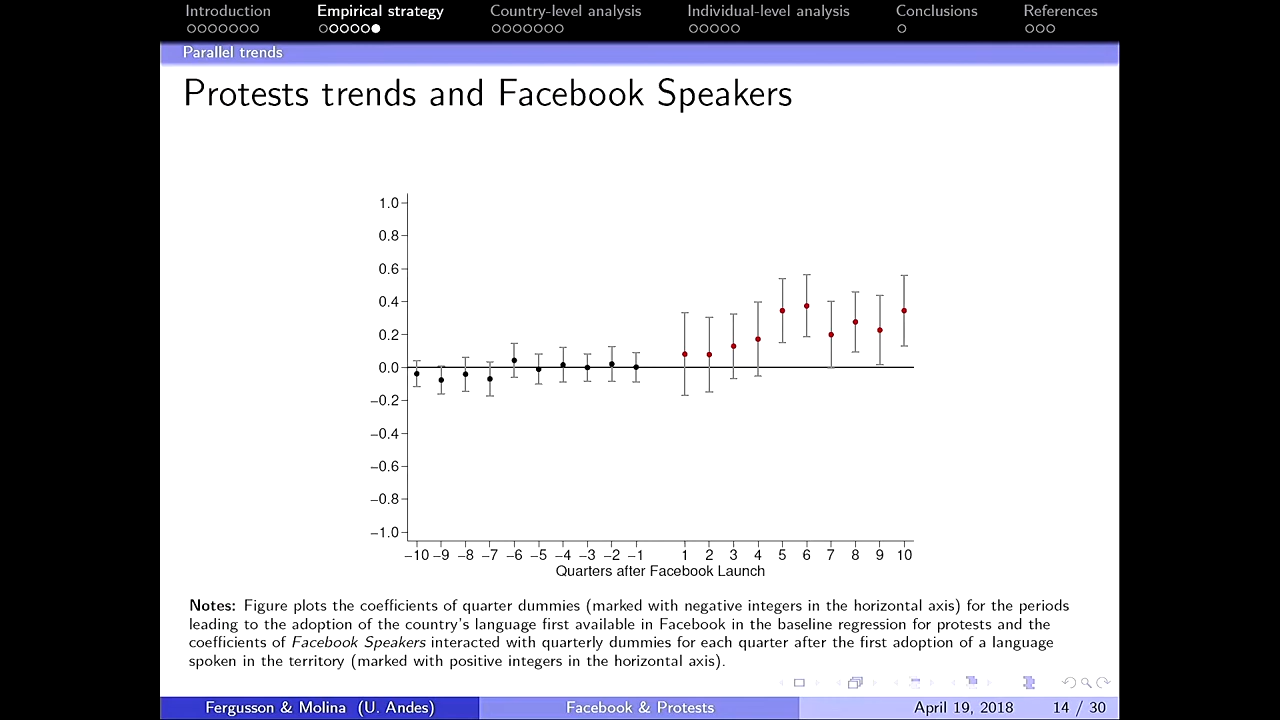 Introduction Empirical strategy Country-level analysis Individual-level analysis Conclusions References
Parallel trends
Protests trends and Facebook Speakers
1.0
0.8
0.6
0.4
0.2
0.0
−0.2
−0.4
−0.6
−0.8
−1.0
−10 −9 −8 −7 −6 −5 −4 −3 −2 −1 1 2 3 4 5 6 7 8 9 10
Quarters after Facebook Launch
Notes: Figure plots the coefficients of quarter dummies (marked with negative integers in the horizontal axis) for the periods
leading to the adoption of the country's language first available in Facebook in the baseline regression for protests and the
coefficients of Facebook Speakers interacted with quarterly dummies for each quarter after the first adoption of a language
spoken in the territory (marked with positive integers in the horizontal axis).
Fergusson & Molina (U. Andes) Facebook & Protests April 19, 2018 14 / 30